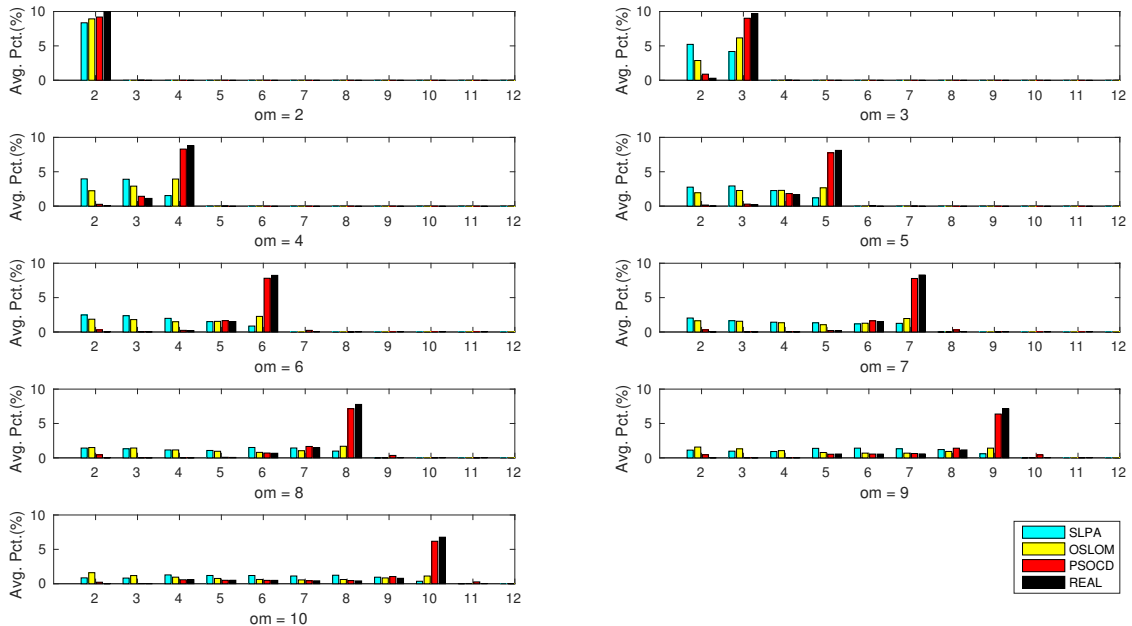 Avg. Pct.(%)
10
5
0
2 3 4 5 6 7 8 9 10 11 12
om = 2
Avg. Pct.(%)
10
5
0
2 3 4 5 6 7 8 9 10 11 12
om = 3
Avg. Pct.(%)
10
5
0
2 3 4 5 6 7 8 9 10 11 12
om = 4
Avg. Pct.(%)
10
5
0
2 3 4 5 6 7 8 9 10 11 12
om = 5
Avg. Pct.(%)
10
5
0
2 3 4 5 6 7 8 9 10 11 12
om = 6
Avg. Pct.(%)
10
5
0
2 3 4 5 6 7 8 9 10 11 12
om = 7
Avg. Pct.(%)
10
5
0
2 3 4 5 6 7 8 9 10 11 12
om = 8
Avg. Pct.(%)
10
5
0
2 3 4 5 6 7 8 9 10 11 12
om = 9
Avg. Pct.(%)
10
5
0
2 3 4 5 6 7 8 9 10 11 12
om = 10
SLPA
OSLOM
PSOCD
REAL